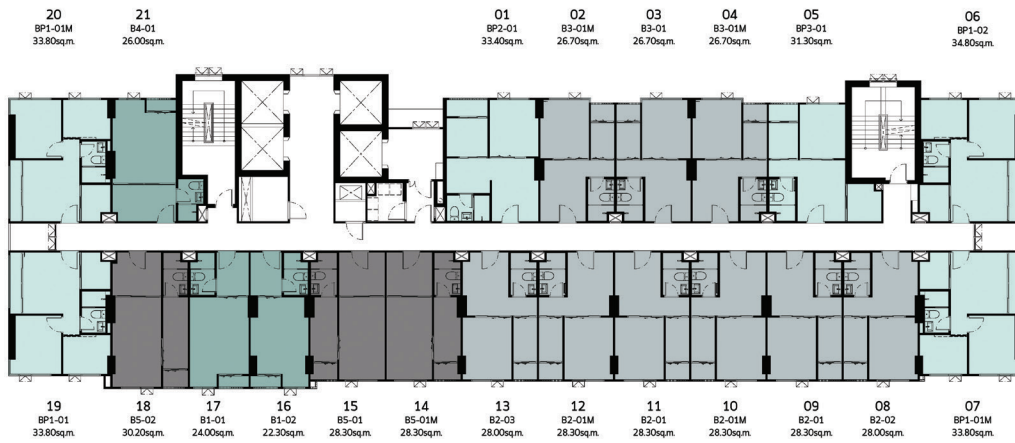 20
BP1-01M
33.80sq.m.
21
B4-01
26.00sq.m.
01
BP2-01
33.40sq.m.
02
B3-01M
26.70sq.m.
03
B3-01
26.70sq.m.
04
B3-01M
26.70sq.m.
05
BP3-01
31.30sq.m.
06
BP1-02
34.80sq.m.
19
BP1-01
33.80sq.m.
18
B5-02
30.20sq.m.
17
B1-01
24.00sq.m.
16
B1-02
22.30sq.m.
15
B5-01
28.30sq.m.
14
B5-01M
28.30sq.m.
13
B2-03
28.00sq.m.
12
B2-01M
28.30sq.m.
11
B2-01
28.30sq.m.
10
B2-01M
28.30sq.m.
09
B2-01
28.30sq.m.
08
B2-02
28.00sq.m.
07
BP1-01M
33.80sq.m.